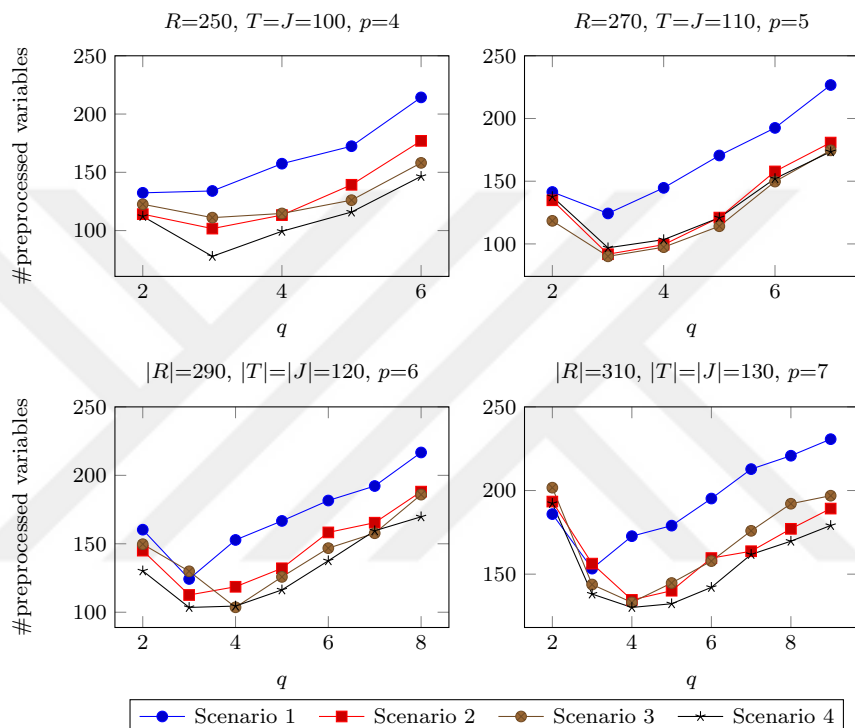 R=250, T=J=100, p=4
R=270, T=J=110, p=5
#preprocessed variables
250
200
150
100
2
4
6
q
250
200
150
100
2
4
6
q
|R|=290, |T|=|J|=120, p=6
|R|=310, |T|=|J|=130, p=7
#preprocessed variables
250
200
150
100
2
4
6
8
q
250
200
150
2
4
6
8
q
Scenario 1 Scenario 2 Scenario 3 Scenario 4